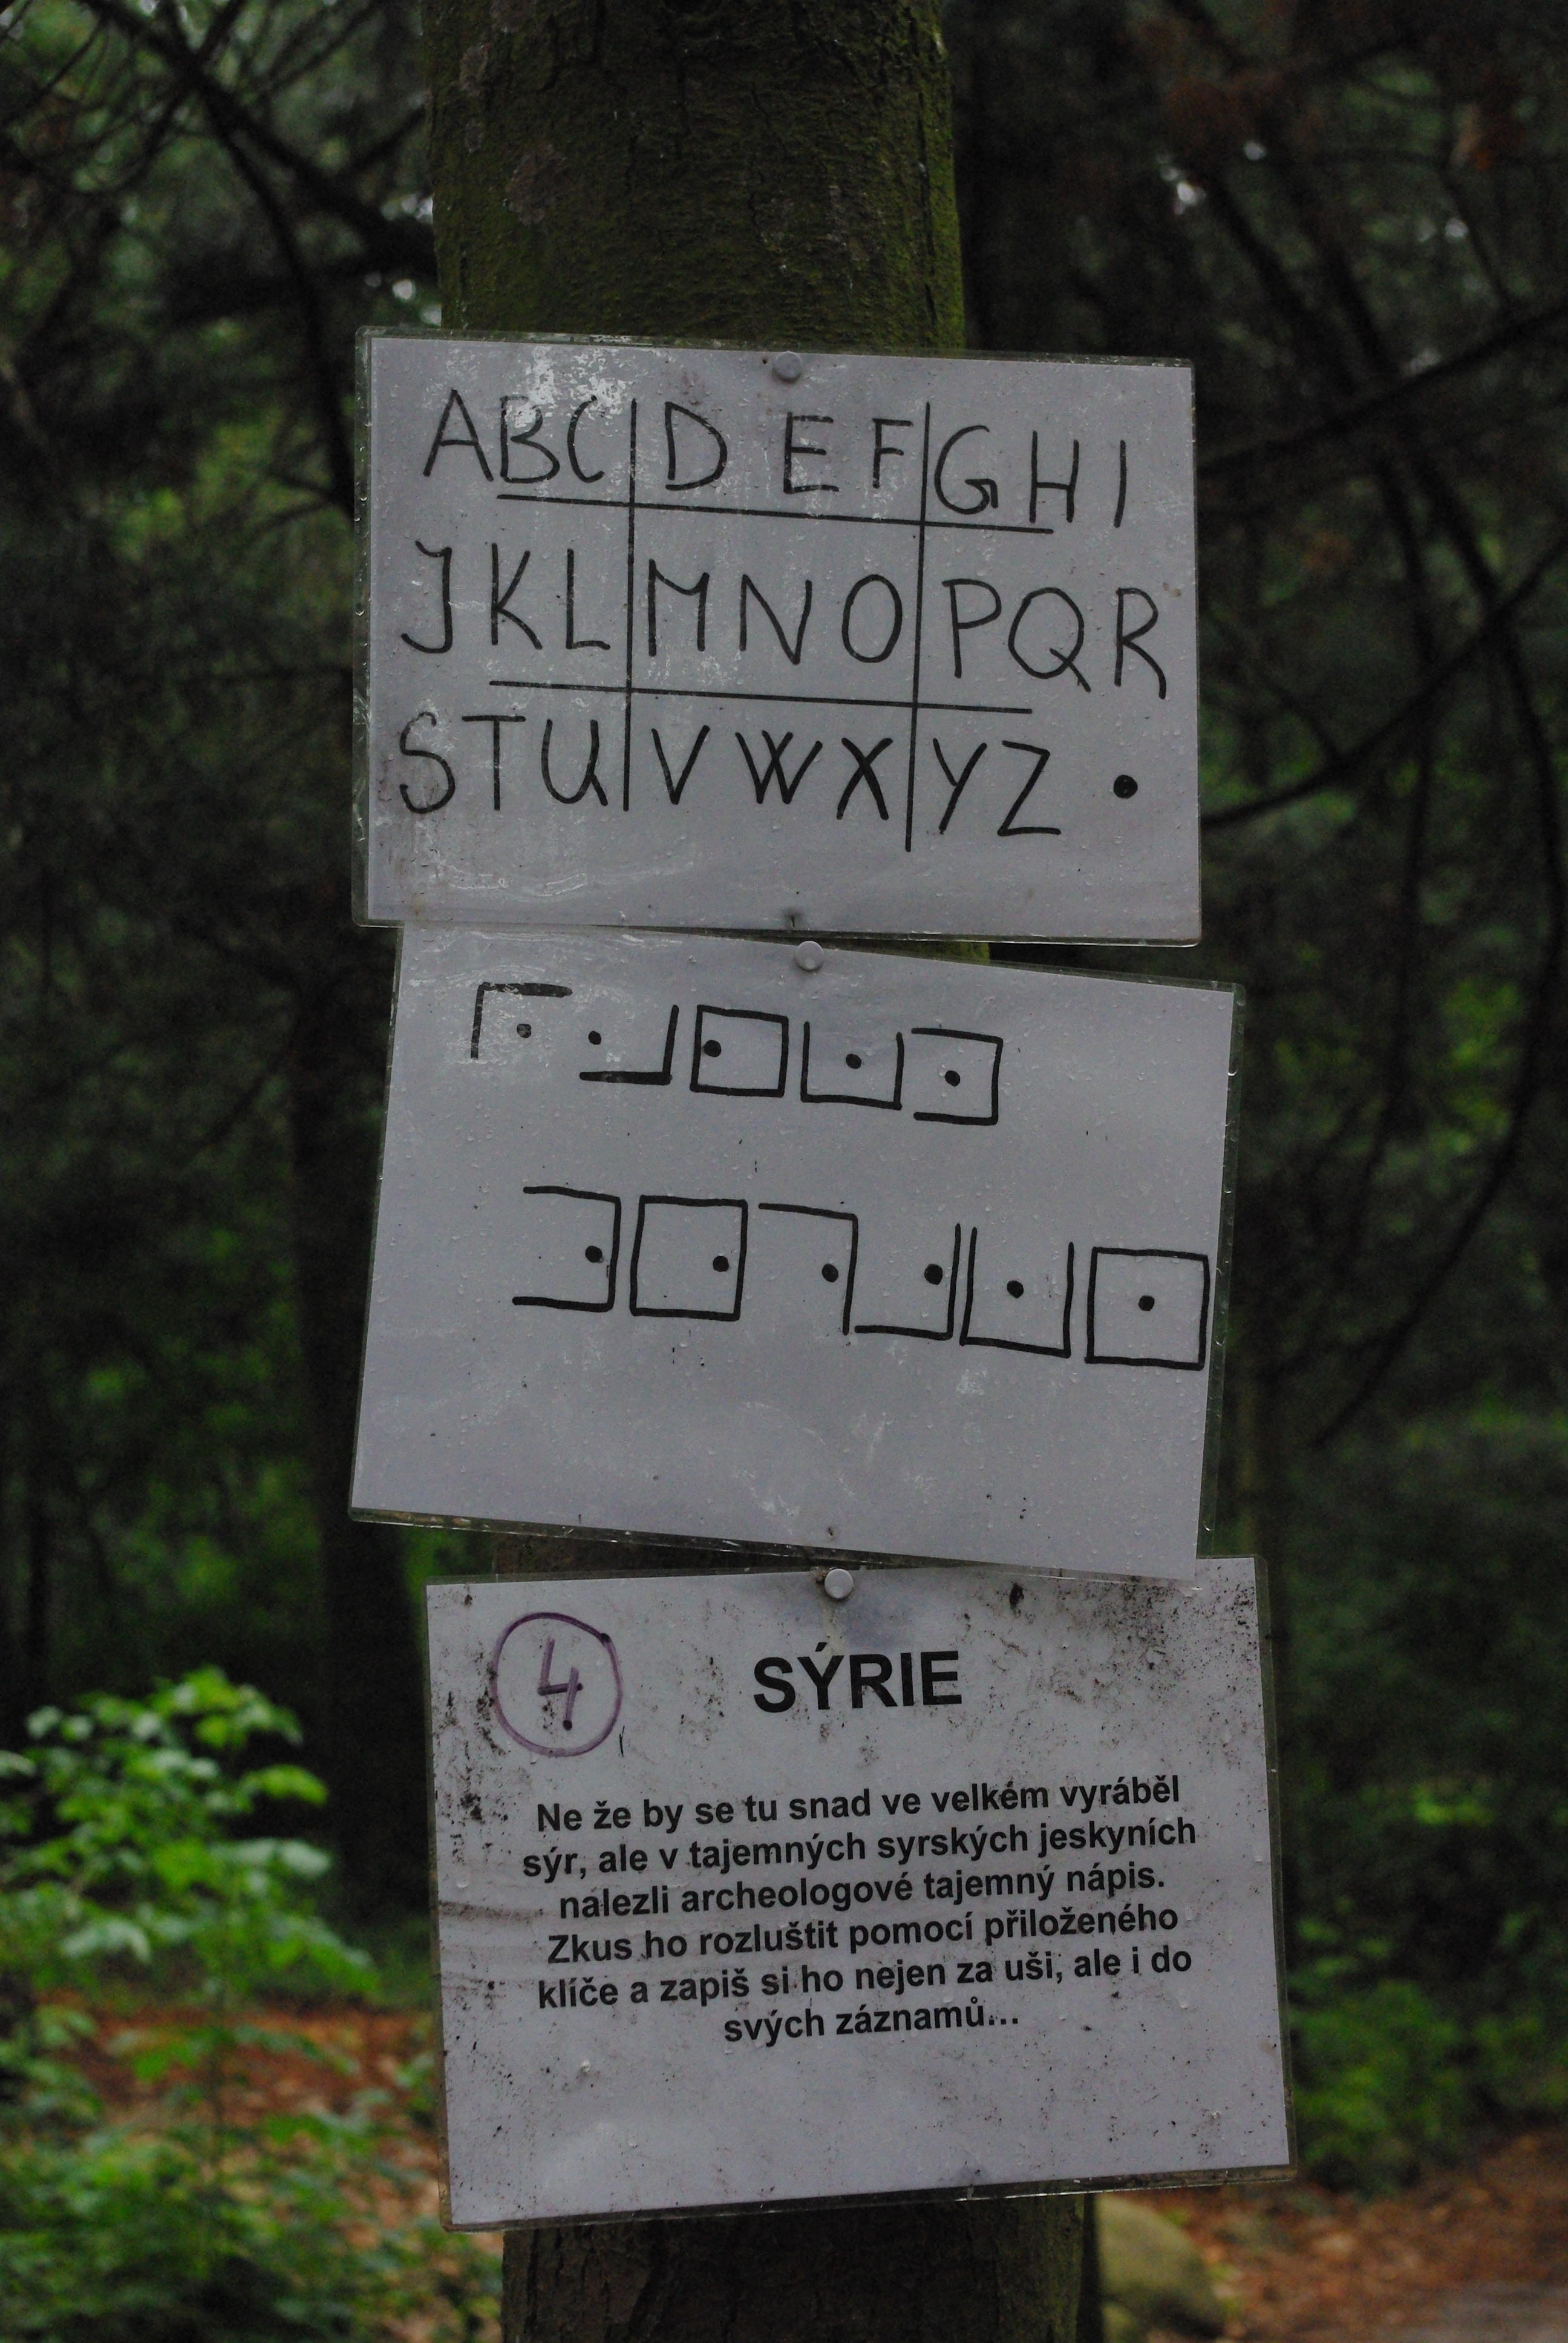 ABC DEF GHI
JKL MNO PQR
STU VWX YZ •
4
SÝRIE
Ne že by se tu snad ve velkém vyráběl
sýr, ale v tajemných syrských jeskyních
nalezli archeologové tajemný nápis.
Zkus ho rozluštit pomocí přiloženého
klíče a zapiš si ho nejen za uši, ale i do
svých záznamů...